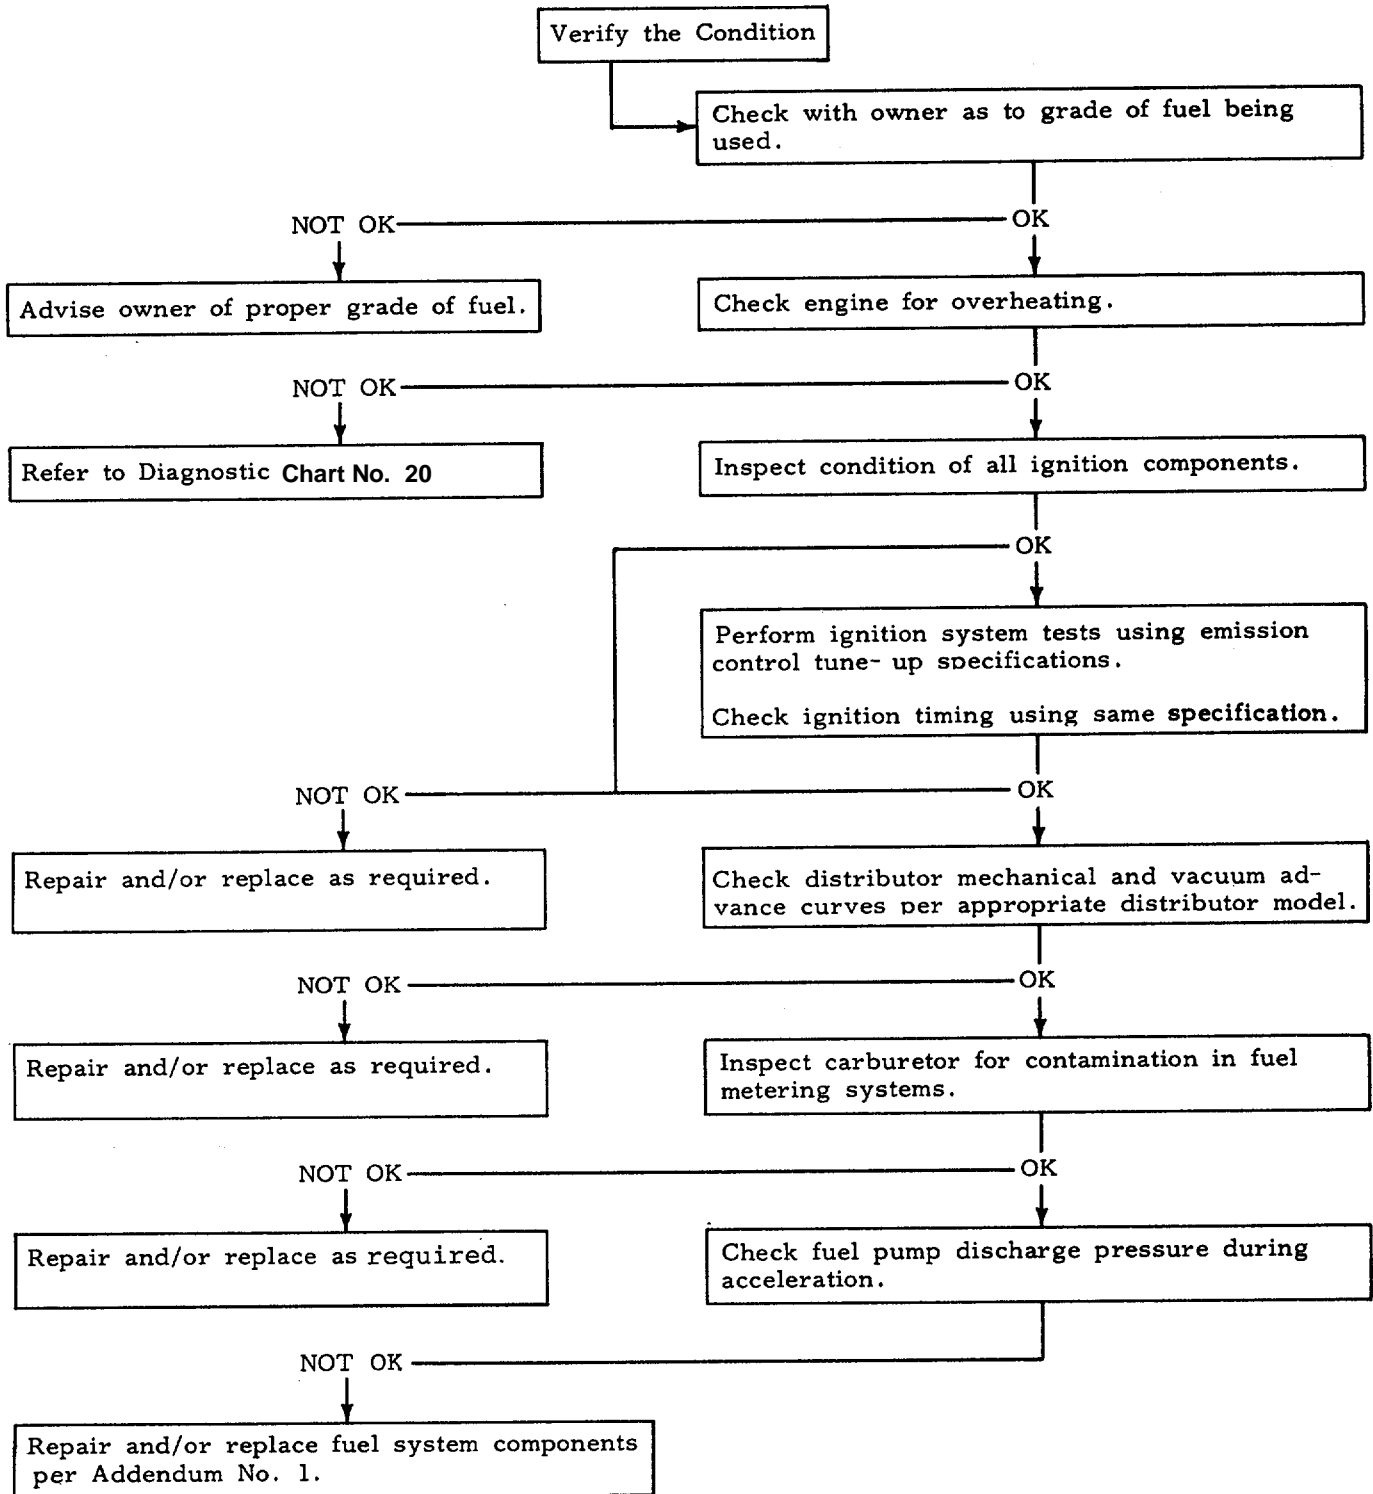 Verify the Condition
Check with owner as to grade of fuel being
used.
NOT OK
OK
Advise owner of proper grade of fuel.
Check engine for overheating.
NOT OK
OK
Refer to Diagnostic Chart No. 20
Inspect condition of all ignition components.
OK
Perform ignition system tests using emission
control tune- up specifications.
Check ignition timing using same specification.
NOT OK
OK
Repair and/or replace as required.
Check distributor mechanical and vacuum ad-
vance curves per appropriate distributor model.
NOT OK
OK
Repair and/or replace as required.
Inspect carburetor for contamination in fuel
metering systems.
NOT OK
OK
Repair and/or replace as required.
Check fuel pump discharge pressure during
acceleration.
NOT OK
Repair and/or replace fuel system components
per Addendum No. 1.